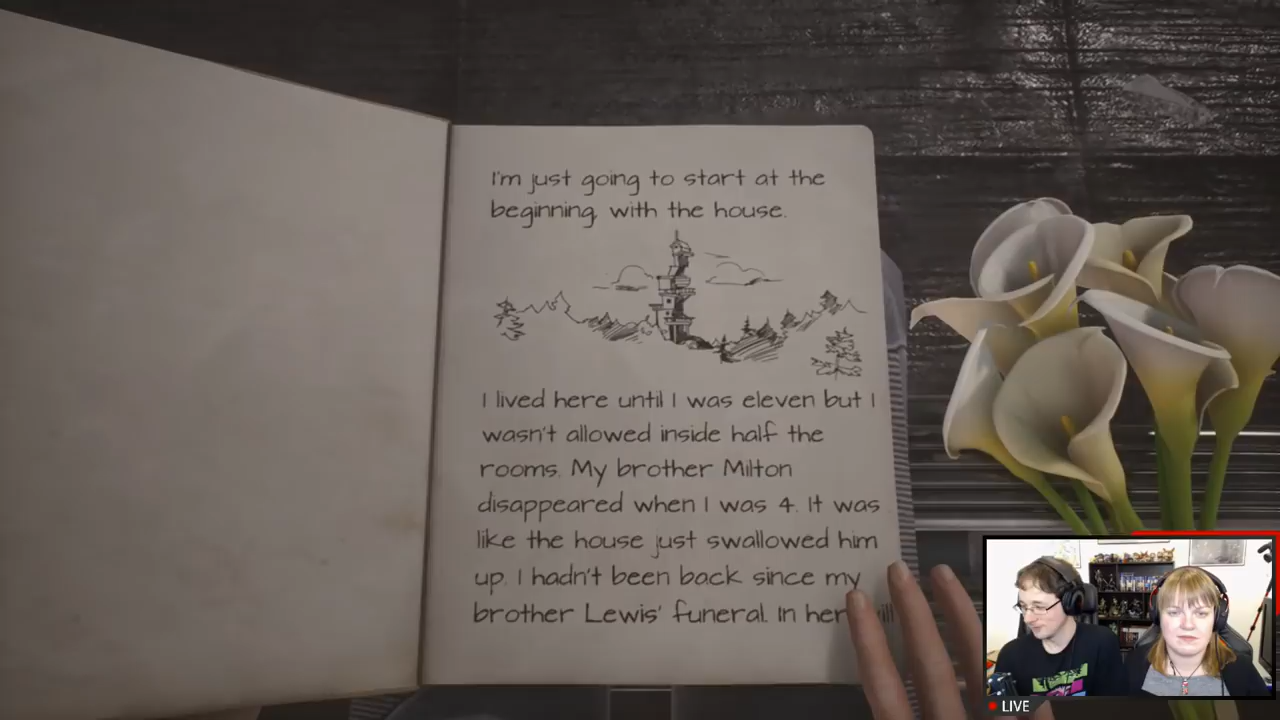 I'm just going to start at the
beginning, with the house.
I lived here until I was eleven but I
wasn't allowed inside half the
rooms. My brother Milton
disappeared when I was 4. It was
like the house just swallowed him
up. I hadn't been back since my
brother Lewis' funeral. In her
LIVE